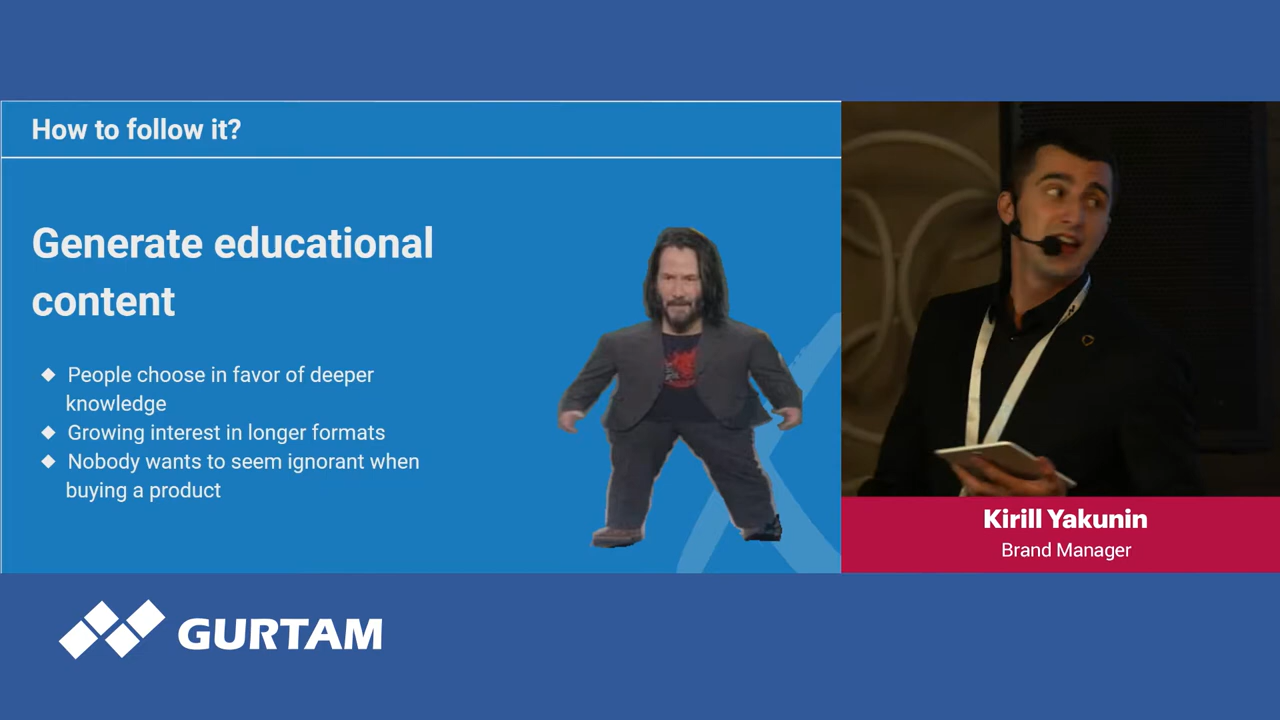 How to follow it?
Generate educational
content
◆ People choose in favor of deeper
knowledge
◆ Growing interest in longer formats
◆ Nobody wants to seem ignorant when
buying a product
Kirill Yakunin
Brand Manager
GURTAM